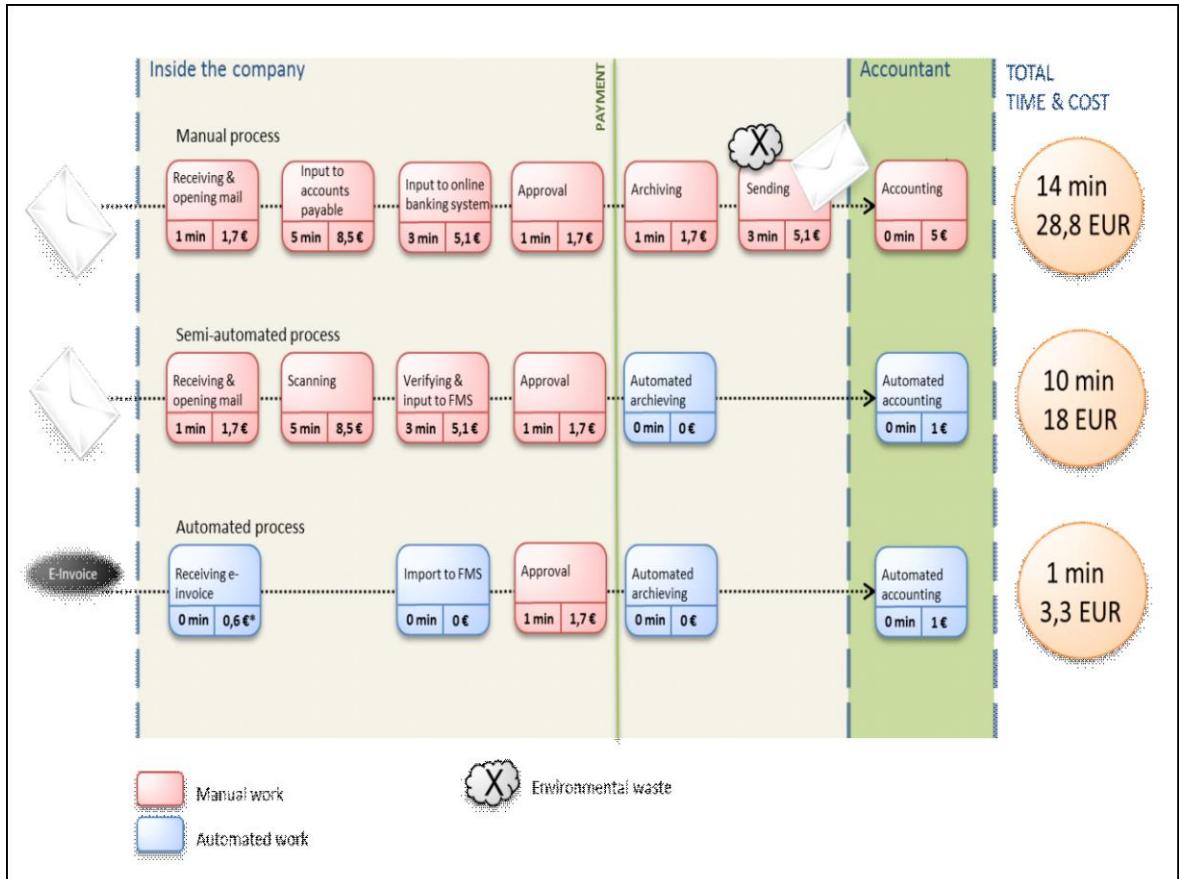 Inside the company
PAYMENT
Accountant
TOTAL
TIME & COST
Manual process
Receiving &
opening mail
1 min 1,7 €
Input to
accounts
payable
5 min 8,5 €
Input to online
banking system
3 min 5,1 €
Approval
1 min 1,7 €
Archiving
1 min 1,7 €
X
Sending
3 min 5,1 €
Accounting
0 min 5 €
14 min
28,8 EUR
Semi-automated process
Receiving &
opening mail
1 min 1,7 €
Scanning
5 min 8,5 €
Verifying &
input to FMS
3 min 5,1 €
Approval
1 min 1,7 €
Automated
archieving
0 min 0 €
Automated
accounting
0 min 1 €
10 min
18 EUR
Automated process
E-Invoice
Receiving e-
invoice
0 min 0,6 €*
Import to FMS
0 min 0 €
Approval
1 min 1,7 €
Automated
archieving
0 min 0 €
Automated
accounting
0 min 1 €
1 min
3,3 EUR
Manual work
X Environmental waste
Automated work